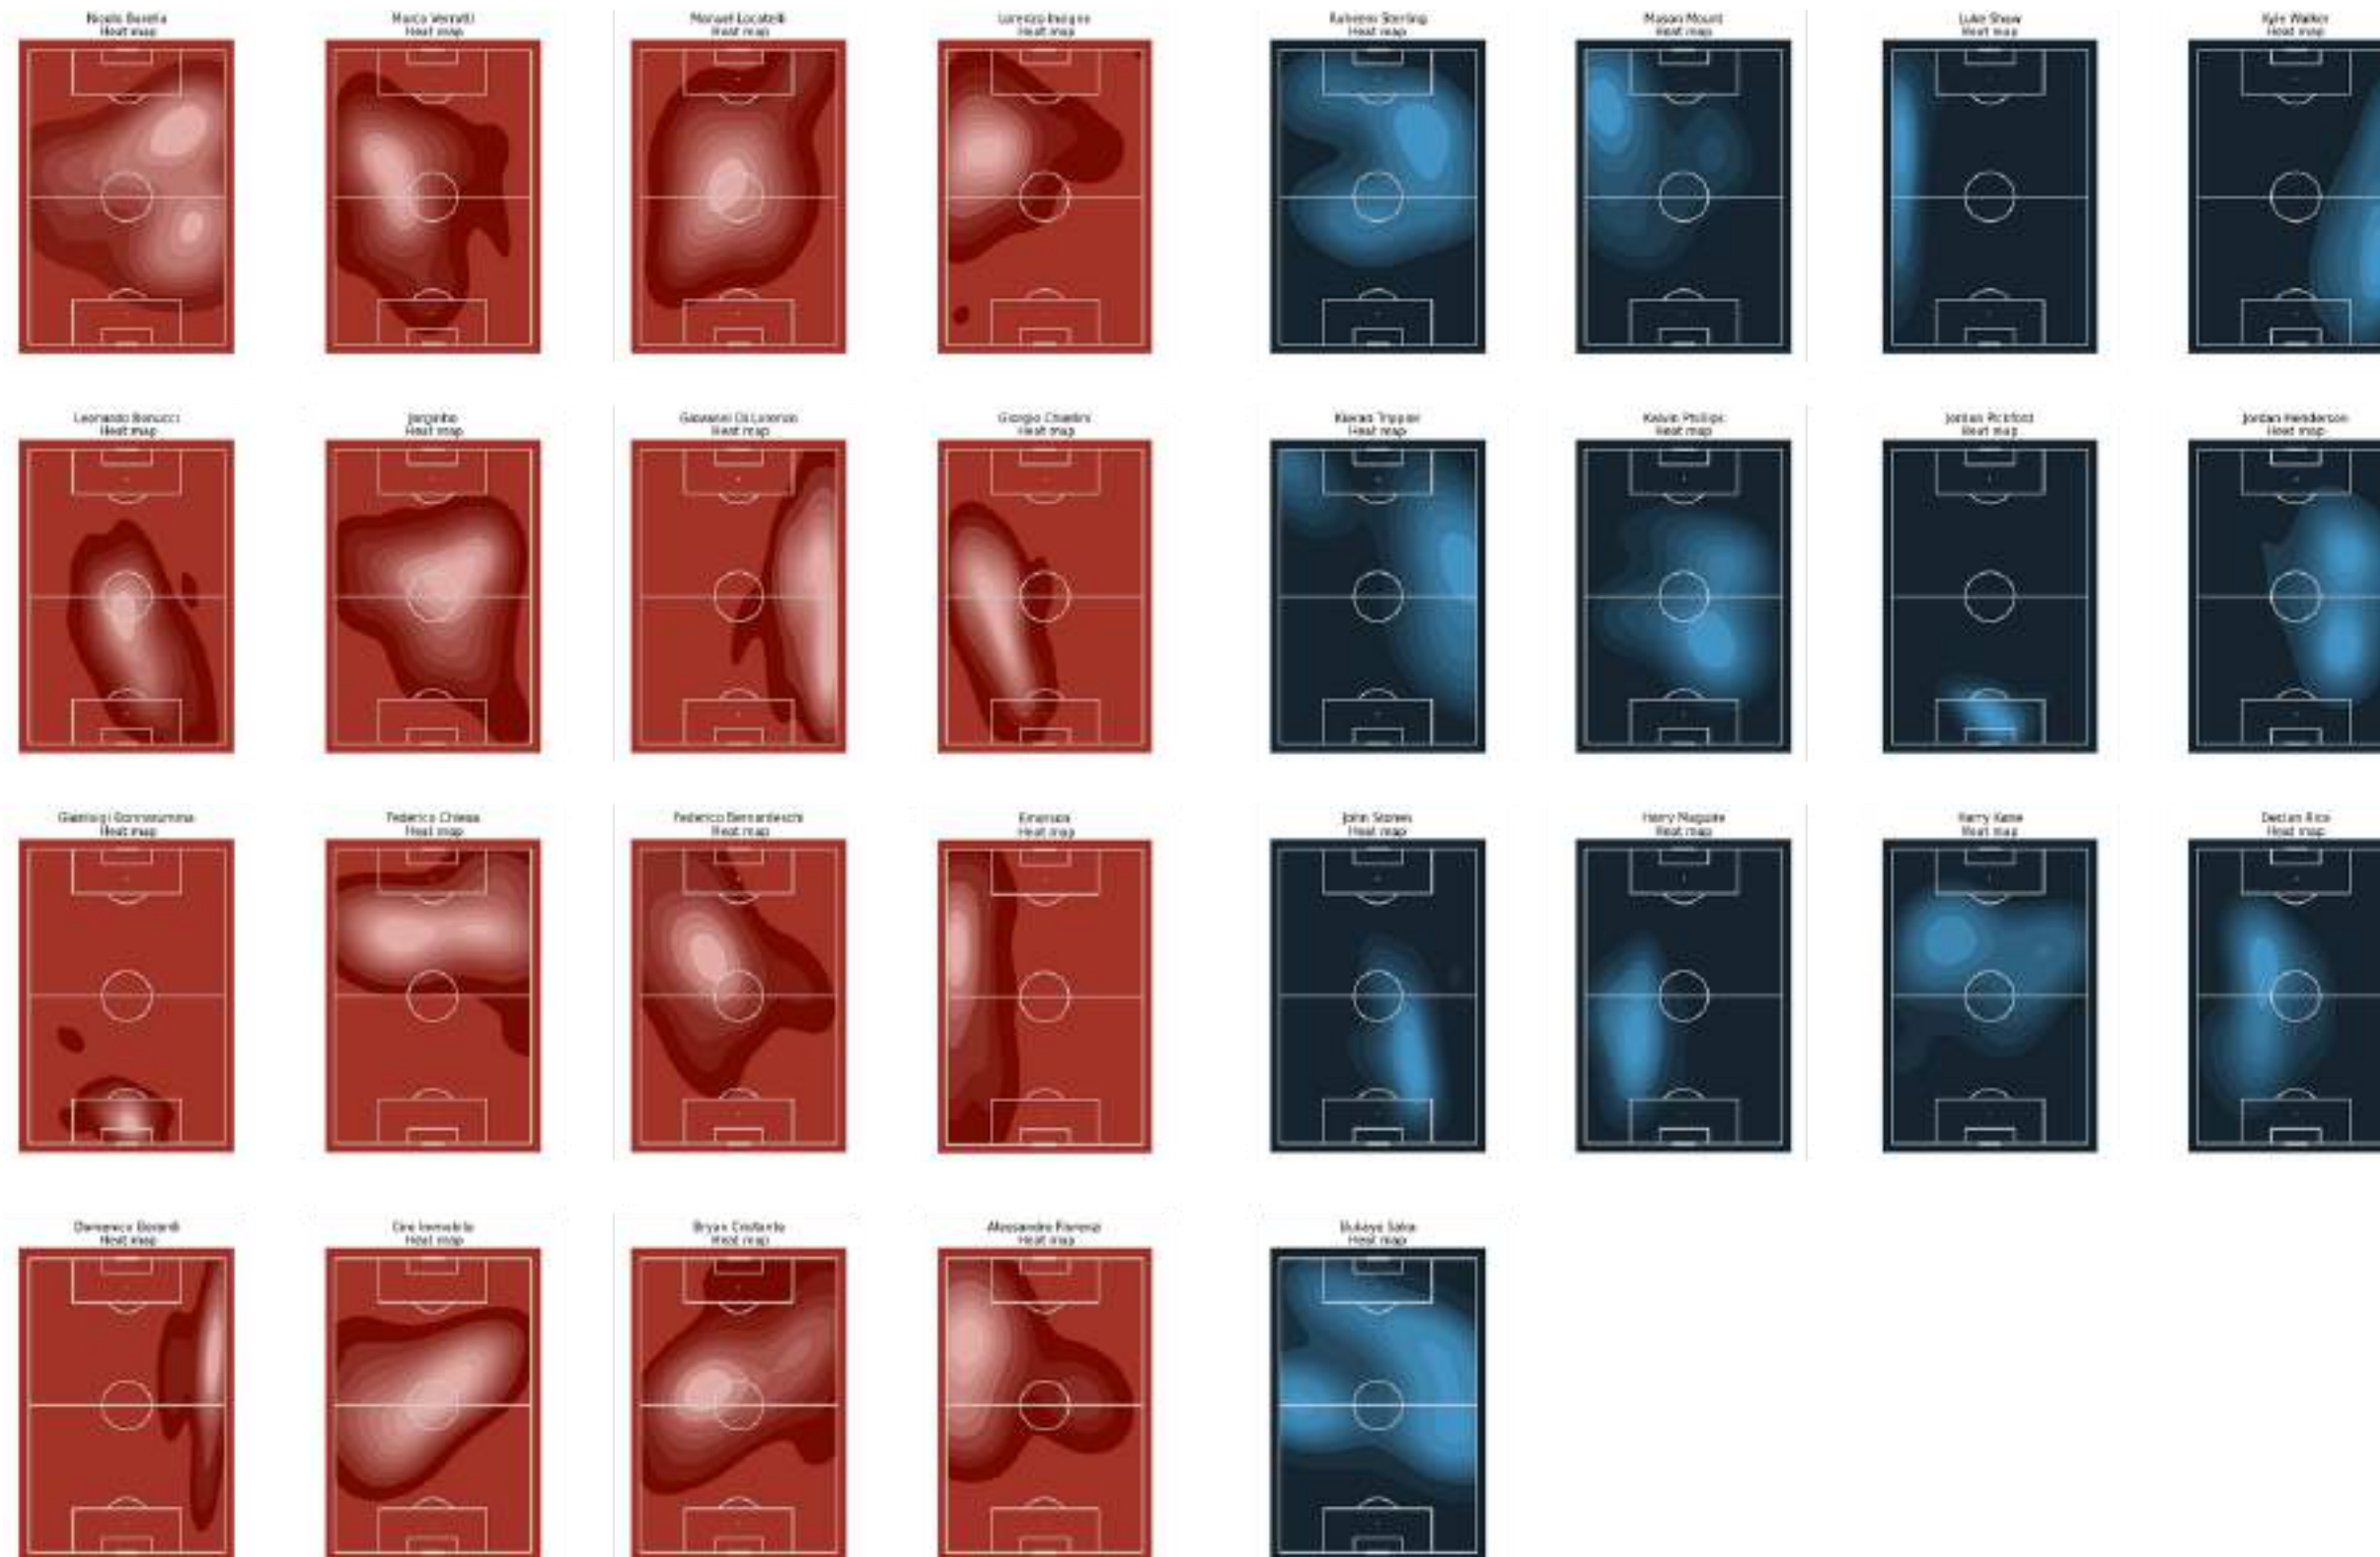 Nicolo Barella
Heat map
Marco Verratti
Heat map
Manuel Locatelli
Heat map
Lorenzo Insigne
Heat map
Raheem Sterling
Heat map
Mason Mount
Heat map
Luke Shaw
Heat map
Kyle Walker
Heat map
Leonardo Bonucci
Heat map
Jorginho
Heat map
Giovanni Di Lorenzo
Heat map
Giorgio Chiellini
Heat map
Kieran Trippier
Heat map
Kalvin Phillips
Heat map
Jordan Pickford
Heat map
Jordan Henderson
Heat map
Gianluigi Donnarumma
Heat map
Federico Chiesa
Heat map
Federico Bernardeschi
Heat map
Emerson
Heat map
John Stones
Heat map
Harry Maguire
Heat map
Harry Kane
Heat map
Declan Rice
Heat map
Domenico Berardi
Heat map
Ciro Immobile
Heat map
Bryan Cristante
Heat map
Alessandro Florenzi
Heat map
Bukayo Saka
Heat map